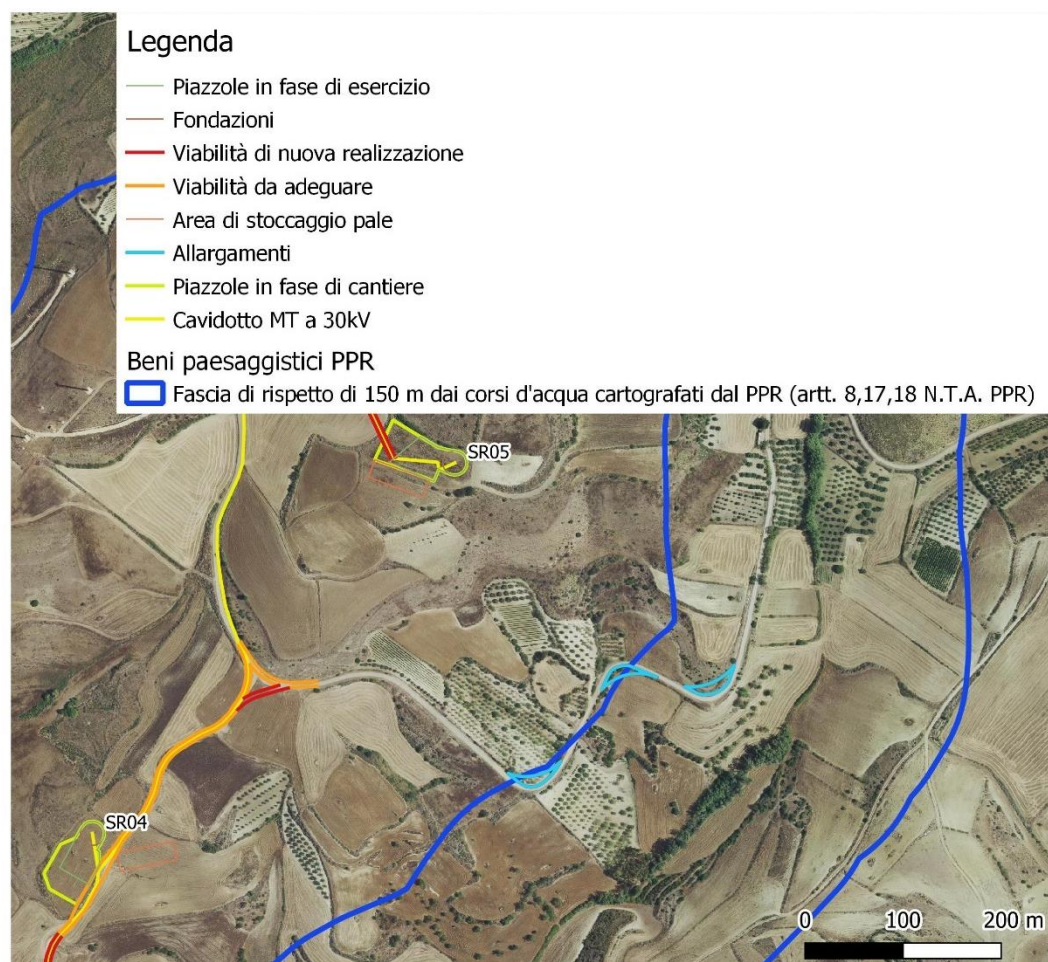 Legenda
Piazzole in fase di esercizio
Fondazioni
Viabilità di nuova realizzazione
Viabilità da adeguare
Area di stoccaggio pale
Allargamenti
Piazzole in fase di cantiere
Cavidotto MT a 30kV
Beni paesaggistici PPR
Fascia di rispetto di 150 m dai corsi d'acqua cartografati dal PPR (artt. 8,17,18 N.T.A. PPR)
SR05
SR04
0 100 200 m